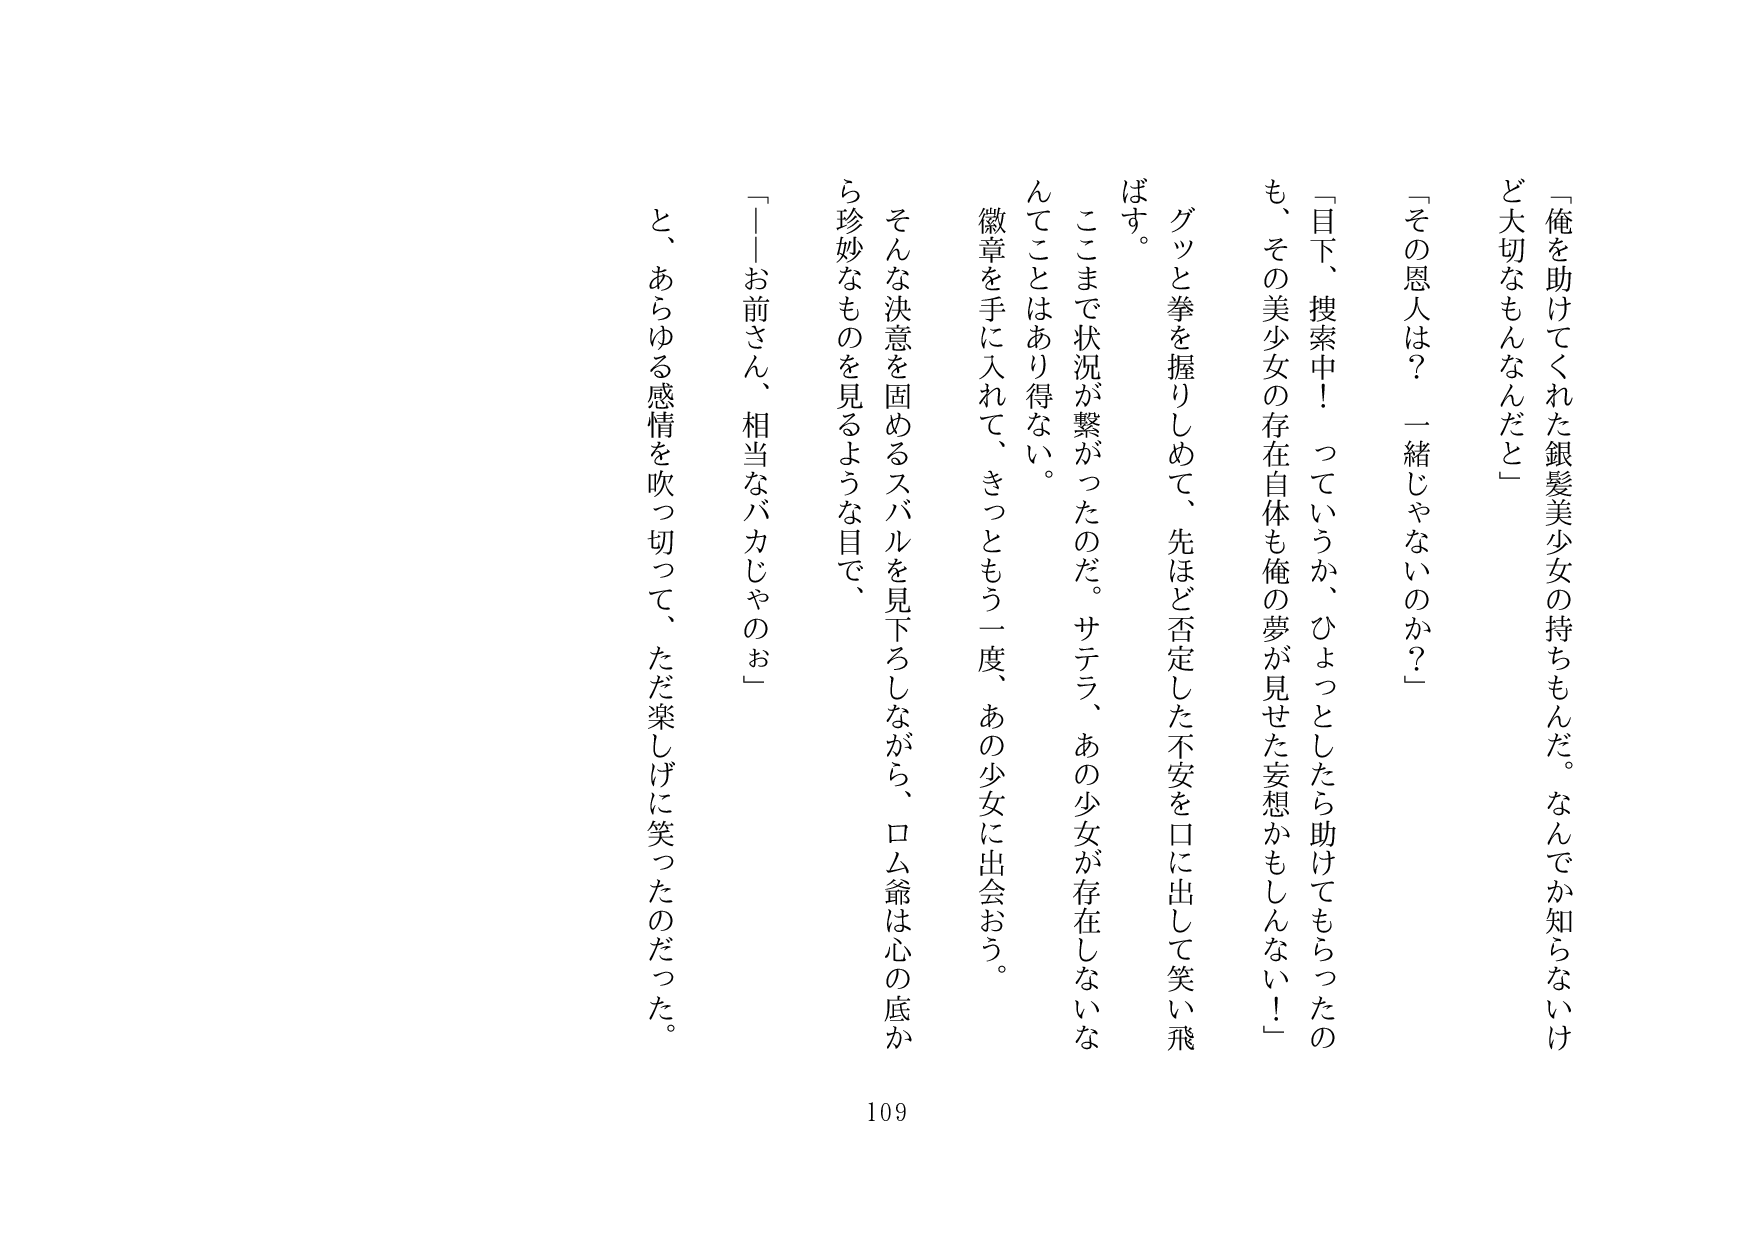 「俺を助けてくれた銀髪美少女の持ちもんだ。なんでか知らないけ
ど大切なもんなんだと」
「その恩人は？　一緒じゃないのか？」
「目下、捜索中！　っていうか、ひょっとしたら助けてもらったの
も、その美少女の存在自体も俺の夢が見せた妄想かもしんない！」
　グッと拳を握りしめて、先ほど否定した不安を口に出して笑い飛
ばす。
　ここまで状況が繋がったのだ。サテラ、あの少女が存在しないな
んてことはあり得ない。
　徽章を手に入れて、きっともう一度、あの少女に出会おう。
　そんな決意を固めるスバルを見下ろしながら、ロム爺は心の底か
ら珍妙なものを見るような目で、
「――お前さん、相当なバカじゃのぉ」
　と、あらゆる感情を吹っ切って、ただ楽しげに笑ったのだった。
109